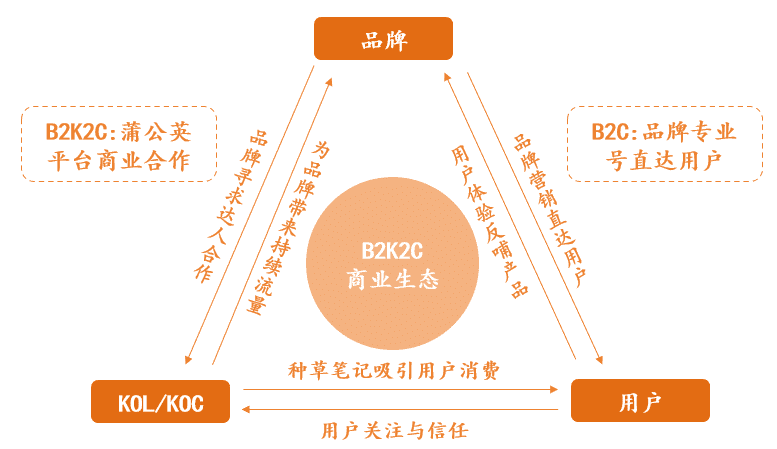 品牌
B2K2C:蒲公英
平台商业合作
B2C:品牌专业
号直达用户
品牌寻求达人合作
为品牌带来持续流量
用户体验反哺产品
品牌营销直达用户
B2K2C
商业生态
种草笔记吸引用户消费
KOL/KOC
用户
用户关注与信任